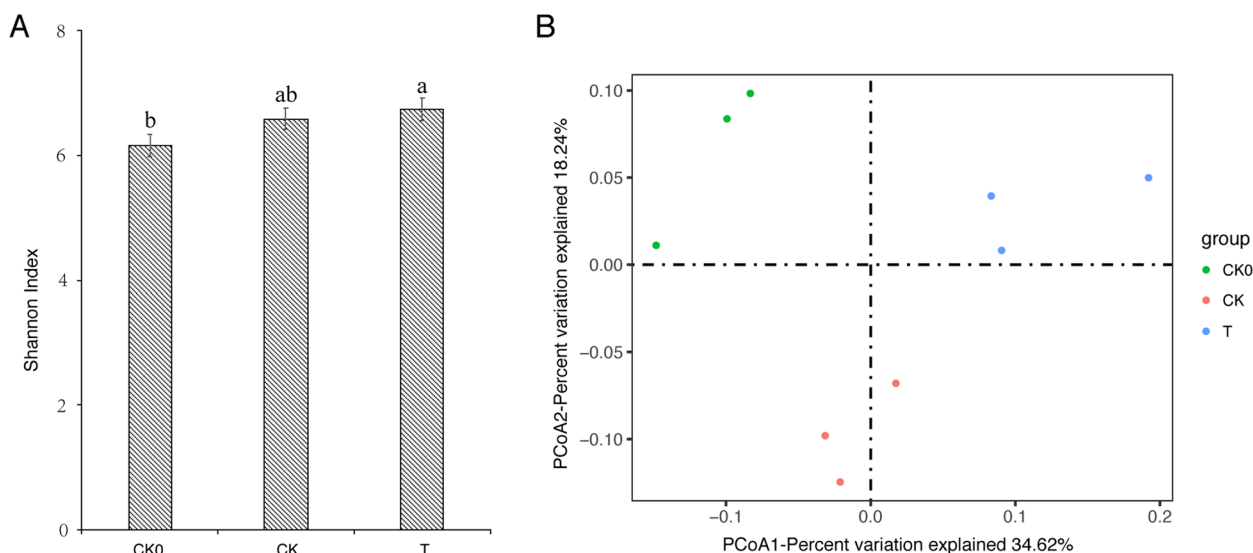 A
8
6
4
2
0
Shannon Index
b
ab
a
CK0
CK
T
B
0.10
0.05
0.00
−0.05
−0.10
PCoA2-Percent variation explained 18.24%
−0.1
0.0
0.1
0.2
PCoA1-Percent variation explained 34.62%
group
CK0
CK
T